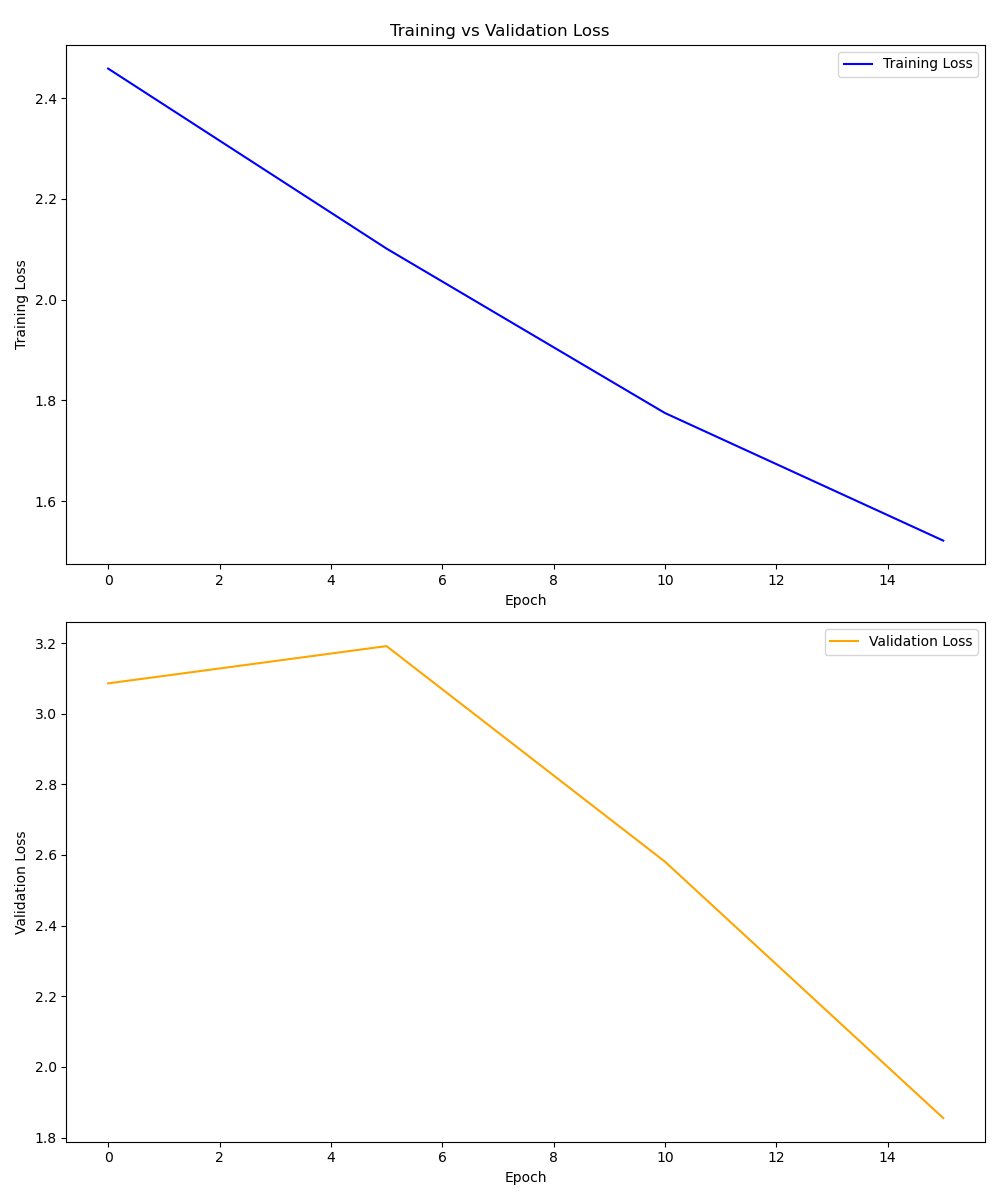 Training vs Validation Loss
Training Loss
2.4
2.2
2.0
1.8
1.6
Training Loss
0 2 4 6 8 10 12 14
Epoch
Validation Loss
3.2
3.0
2.8
2.6
2.4
2.2
2.0
1.8
Validation Loss
0 2 4 6 8 10 12 14
Epoch